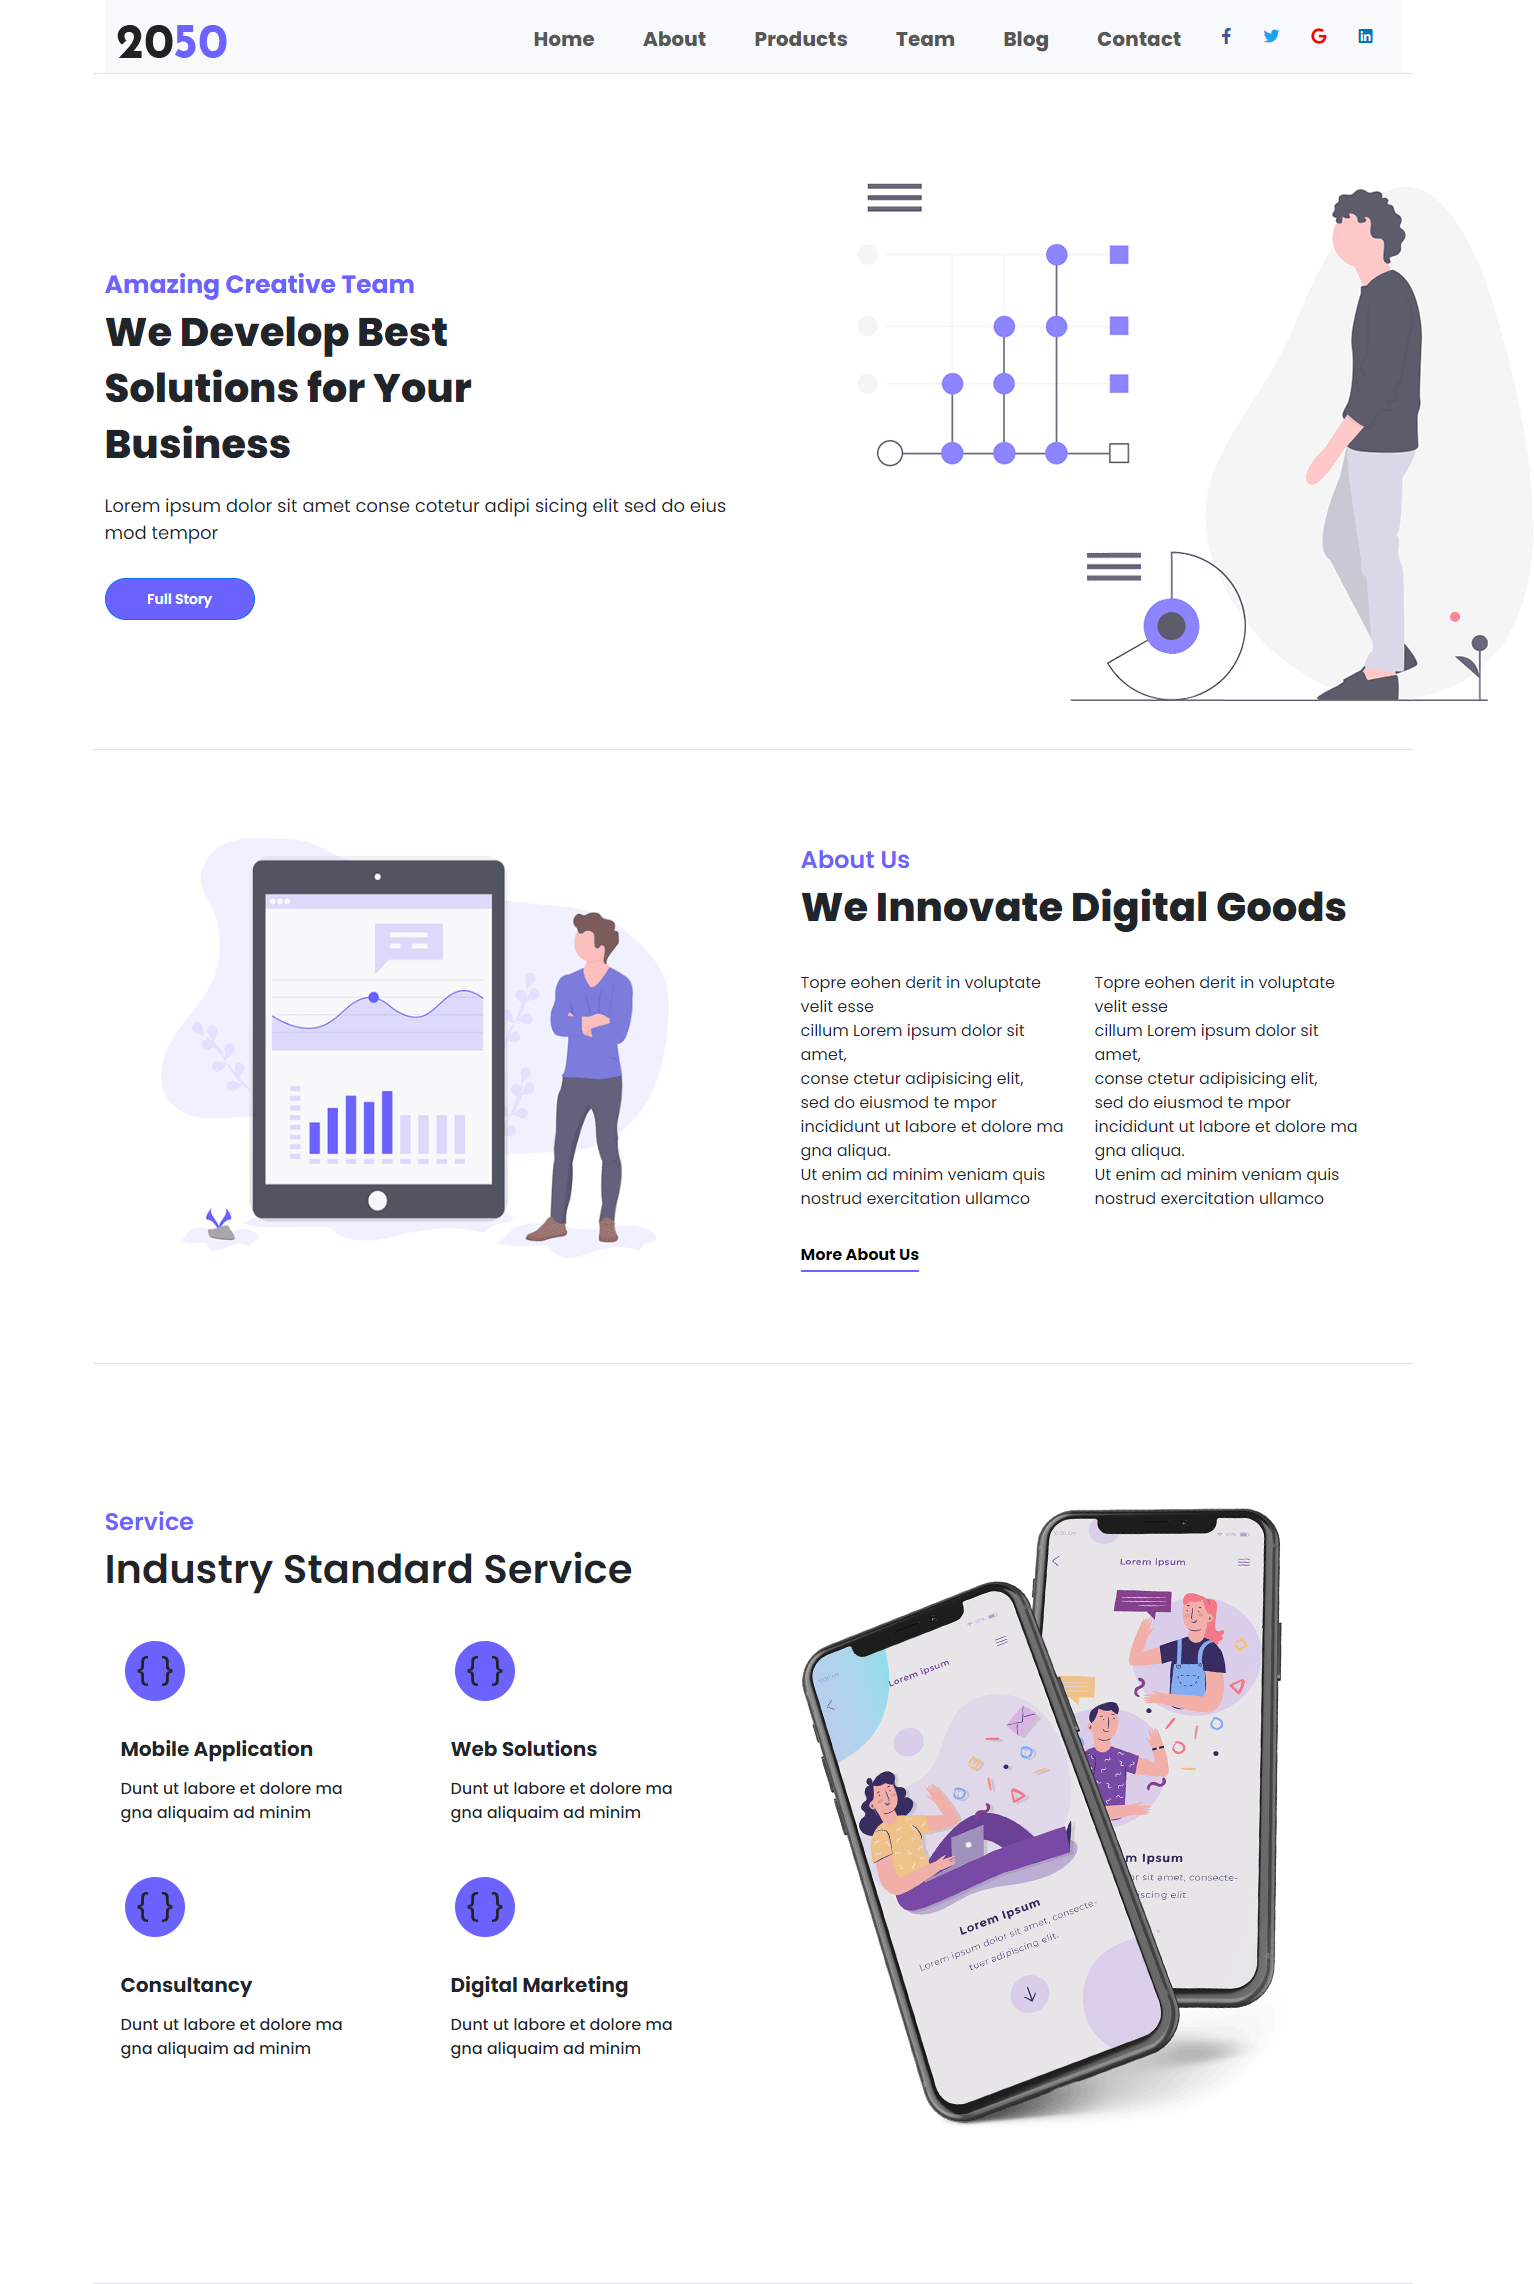 2050
Home About Products Team Blog Contact
Amazing Creative Team
We Develop Best
Solutions for Your
Business
Lorem ipsum dolor sit amet conse cotetur adipi sicing elit sed do eius
mod tempor
Full Story
About Us
We Innovate Digital Goods
Topre eohen derit in voluptate
velit esse
cillum Lorem ipsum dolor sit
amet,
conse ctetur adipisicing elit,
sed do eiusmod te mpor
incididunt ut labore et dolore ma
gna aliqua.
Ut enim ad minim veniam quis
nostrud exercitation ullamco
Topre eohen derit in voluptate
velit esse
cillum Lorem ipsum dolor sit
amet,
conse ctetur adipisicing elit,
sed do eiusmod te mpor
incididunt ut labore et dolore ma
gna aliqua.
Ut enim ad minim veniam quis
nostrud exercitation ullamco
More About Us
Service
Industry Standard Service
{ }
Mobile Application
Dunt ut labore et dolore ma
gna aliquaim ad minim
{ }
Web Solutions
Dunt ut labore et dolore ma
gna aliquaim ad minim
{ }
Consultancy
Dunt ut labore et dolore ma
gna aliquaim ad minim
{ }
Digital Marketing
Dunt ut labore et dolore ma
gna aliquaim ad minim
Lorem ipsum
Lorem Ipsum
Lorem ipsum dolor sit amet, consecte-
tuer adipiscing elit.
Lorem ipsum
m Ipsum
sit amet, consecte-
iscing elit.